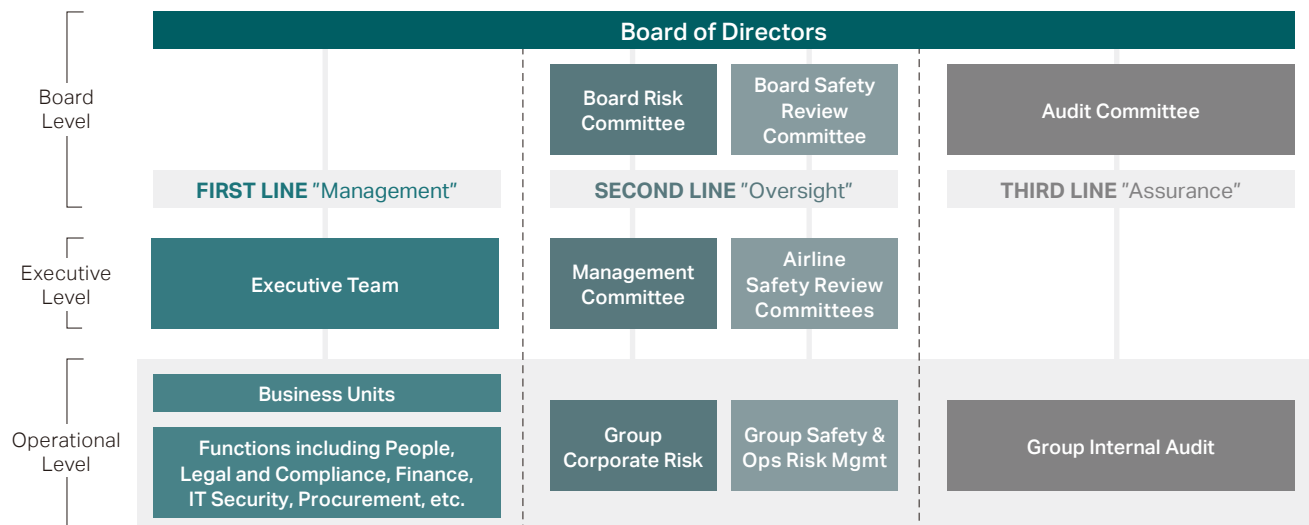 Board of Directors
Board
Level
Board Risk
Committee
Board Safety
Review
Committee
Audit Committee
FIRST LINE "Management"
SECOND LINE "Oversight"
THIRD LINE "Assurance"
Executive
Level
Executive Team
Management
Committee
Airline
Safety Review
Committees
Operational
Level
Business Units
Functions including People,
Legal and Compliance, Finance,
IT Security, Procurement, etc.
Group
Corporate Risk
Group Safety &
Ops Risk Mgmt
Group Internal Audit